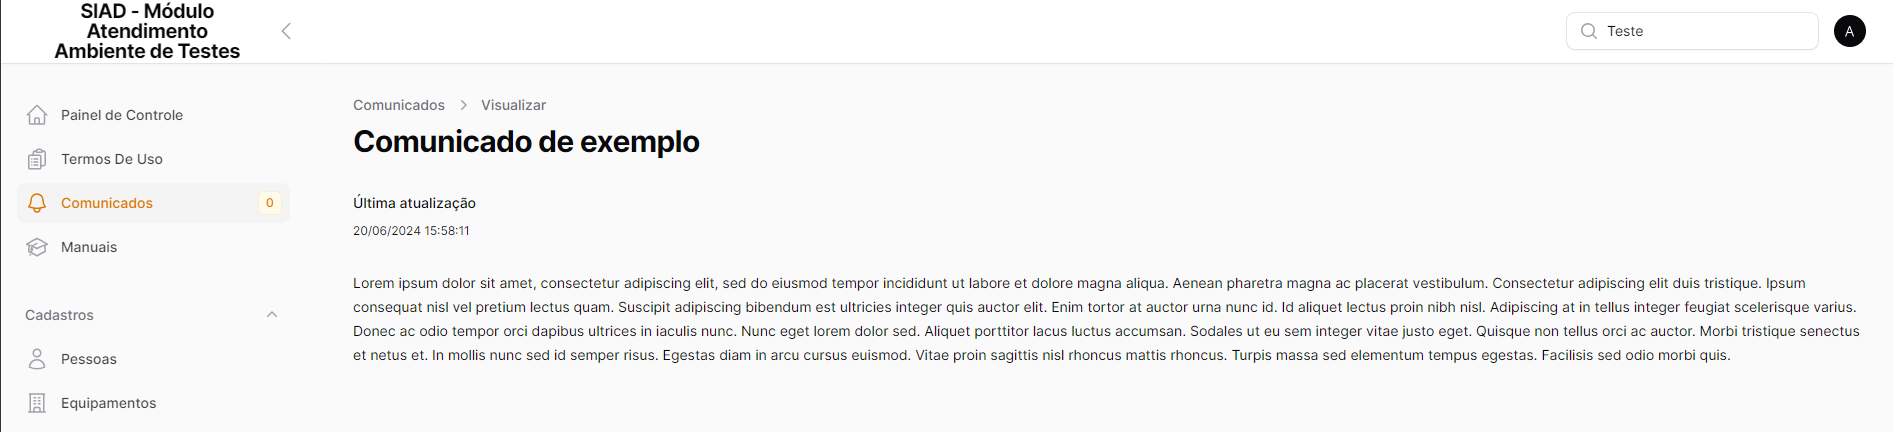 SIAD - Módulo
Atendimento
Ambiente de Testes
Teste
A
Painel de Controle
Termos De Uso
Comunicados
0
Manuais
Cadastros
Pessoas
Equipamentos
Comunicados > Visualizar
Comunicado de exemplo
Última atualização
20/06/2024 15:58:11
Lorem ipsum dolor sit amet, consectetur adipiscing elit, sed do eiusmod tempor incididunt ut labore et dolore magna aliqua. Aenean pharetra magna ac placerat vestibulum. Consectetur adipiscing elit duis tristique. Ipsum
consequat nisl vel pretium lectus quam. Suscipit adipiscing bibendum est ultricies integer quis auctor elit. Enim tortor at auctor urna nunc id. Id aliquet lectus proin nibh nisl. Adipiscing at in tellus integer feugiat scelerisque varius.
Donec ac odio tempor orci dapibus ultrices in iaculis nunc. Nunc eget lorem dolor sed. Aliquet porttitor lacus luctus accumsan. Sodales ut eu sem integer vitae justo eget. Quisque non tellus orci ac auctor. Morbi tristique senectus
et netus et. In mollis nunc sed id semper risus. Egestas diam in arcu cursus euismod. Vitae proin sagittis nisl rhoncus mattis rhoncus. Turpis massa sed elementum tempus egestas. Facilisis sed odio morbi quis.